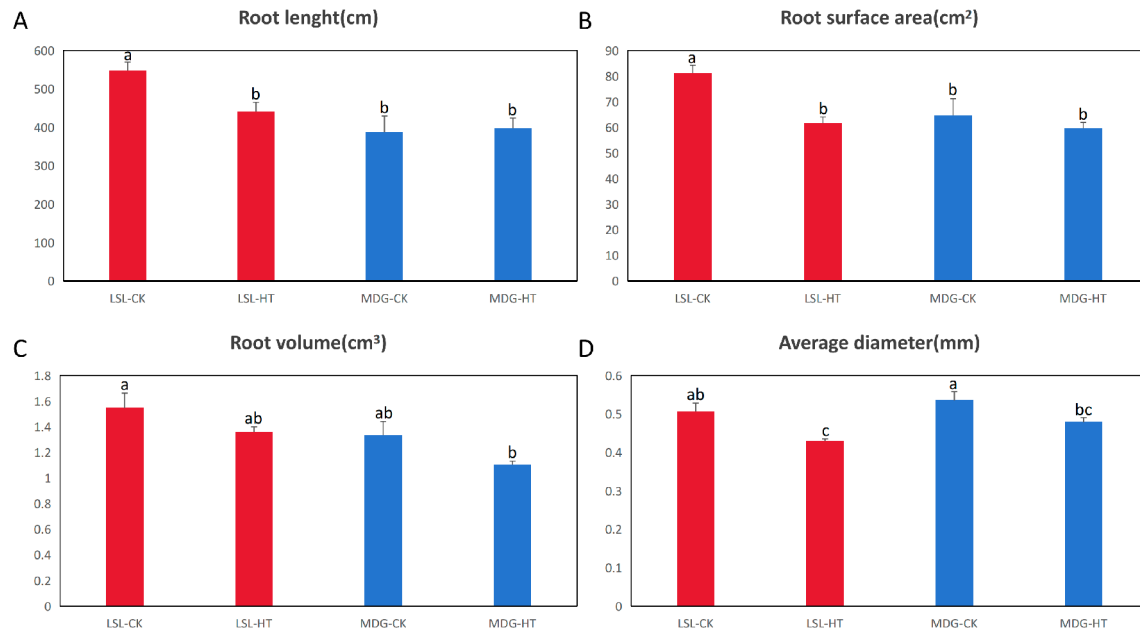 A
Root lenght(cm)
600
500
400
300
200
100
0
a
b
b
b
LSL-CK
LSL-HT
MDG-CK
MDG-HT
B
Root surface area(cm²)
90
80
70
60
50
40
30
20
10
0
a
b
b
b
LSL-CK
LSL-HT
MDG-CK
MDG-HT
C
Root volume(cm³)
1.8
1.6
1.4
1.2
1
0.8
0.6
0.4
0.2
0
a
ab
ab
b
LSL-CK
LSL-HT
MDG-CK
MDG-HT
D
Average diameter(mm)
0.6
0.5
0.4
0.3
0.2
0.1
0
ab
c
a
bc
LSL-CK
LSL-HT
MDG-CK
MDG-HT